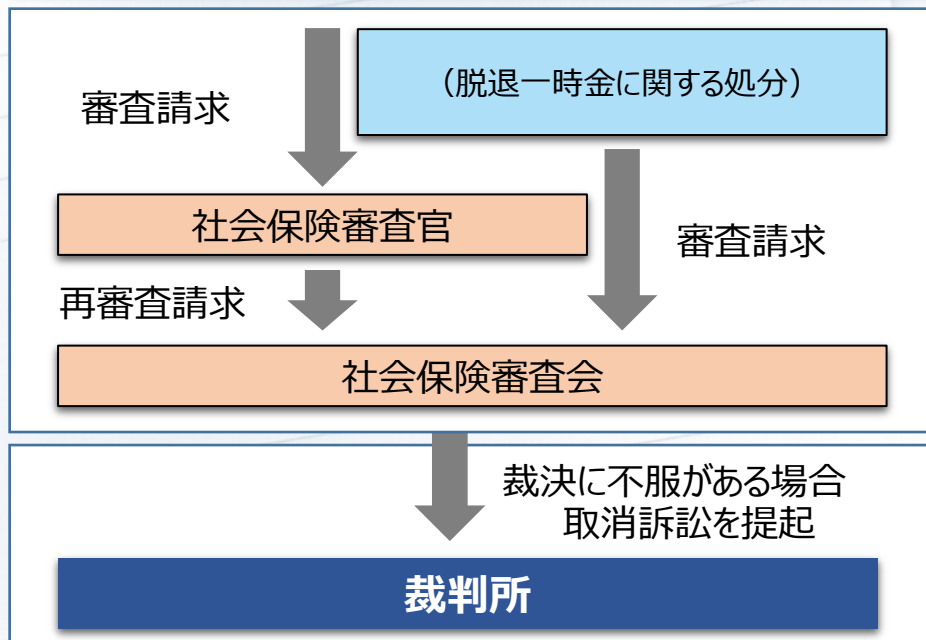 （脱退一時金に関する処分）
審査請求
社会保険審査官
審査請求
再審査請求
社会保険審査会
裁決に不服がある場合
取消訴訟を提起
裁判所